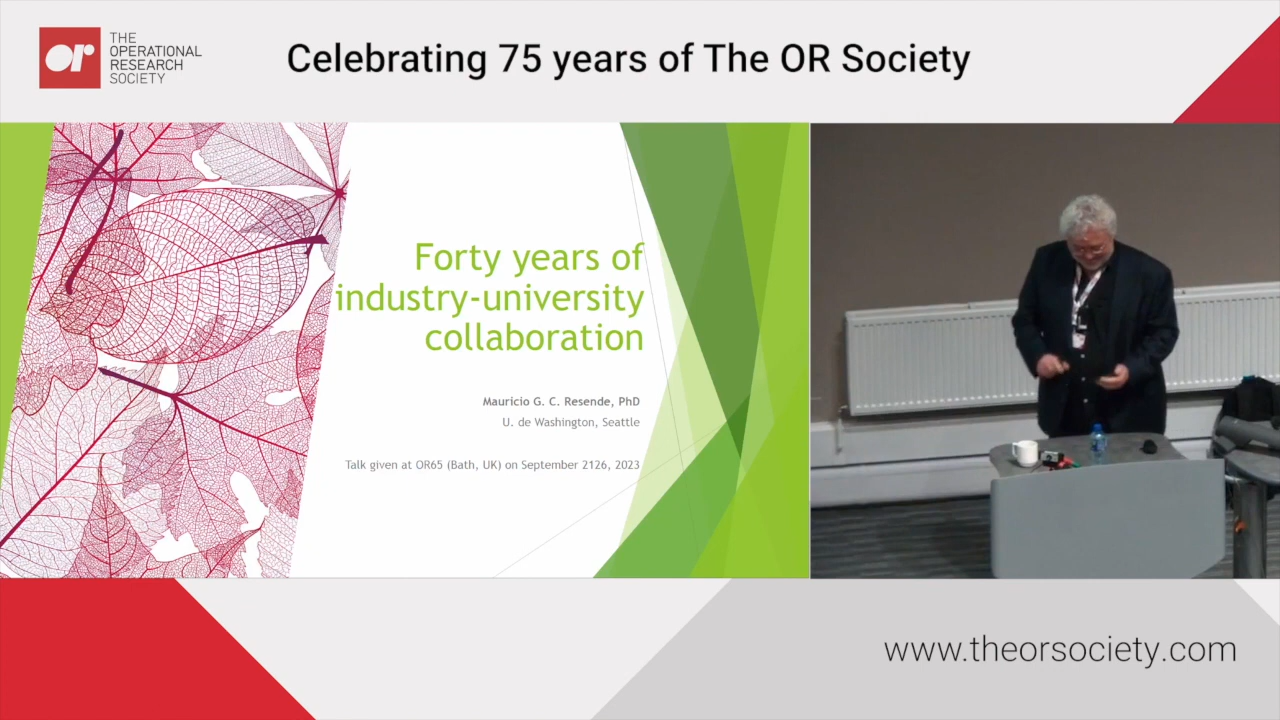 or
THE
OPERATIONAL
RESEARCH
SOCIETY
Celebrating 75 years of The OR Society
Forty years of
industry-university
collaboration
Mauricio G. C. Resende, PhD
U. de Washington, Seattle
Talk given at OR65 (Bath, UK) on September 2126, 2023
www.theorsociety.com